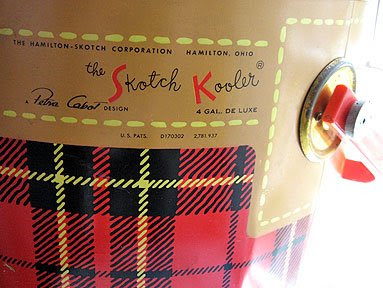 THE HAMILTON-SKOTCH CORPORATION HAMILTON, OHIO
the Skotch Kooler®
A Petra Cabot DESIGN 4 GAL. DE LUXE
U.S. PATS. D170302 2,781,937